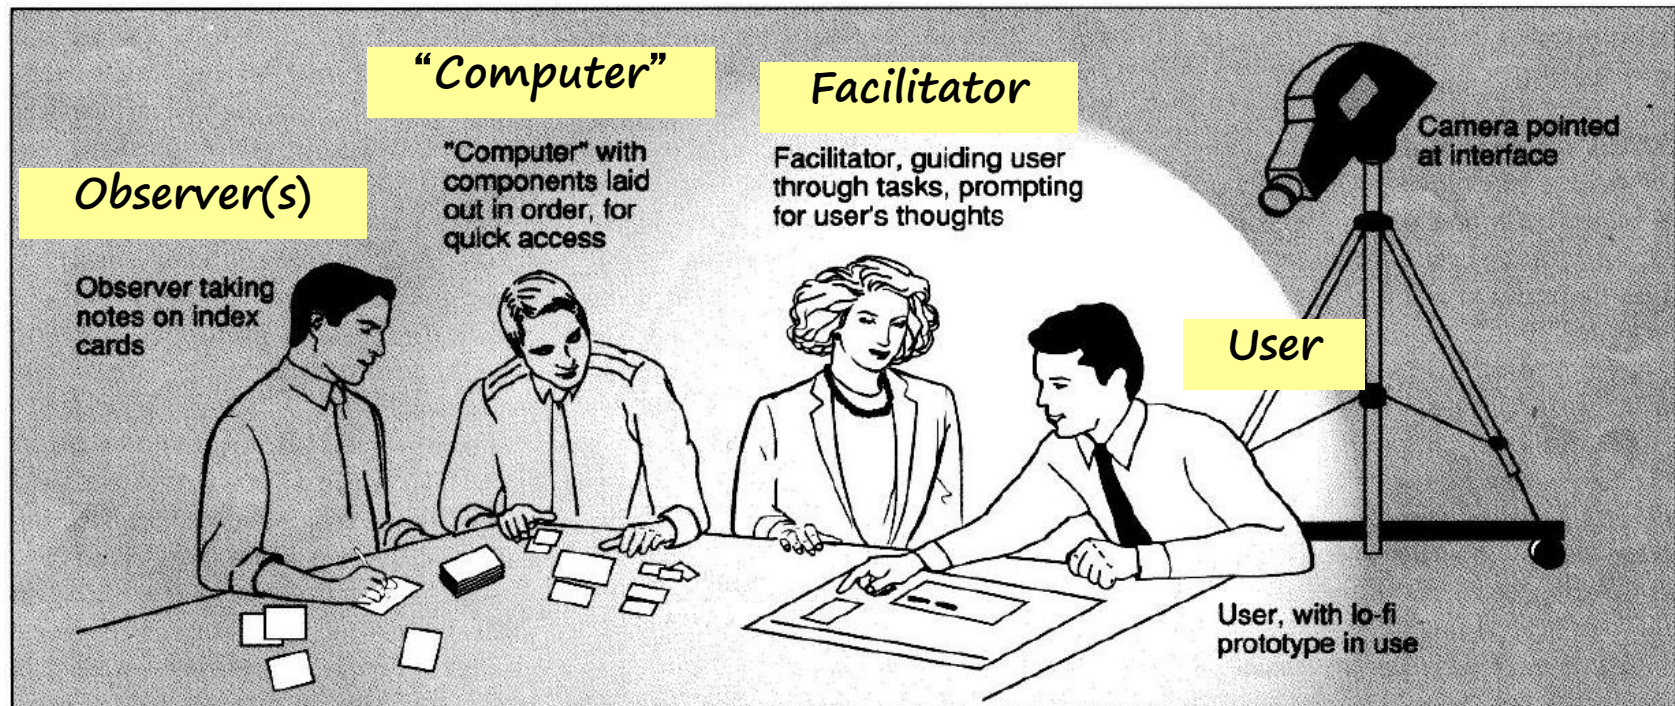 Observer(s)
Observer taking
notes on index
cards
“Computer”
"Computer" with
components laid
out in order, for
quick access
Facilitator
Facilitator, guiding user
through tasks, prompting
for user's thoughts
Camera pointed
at interface
User
User, with lo-fi
prototype in use